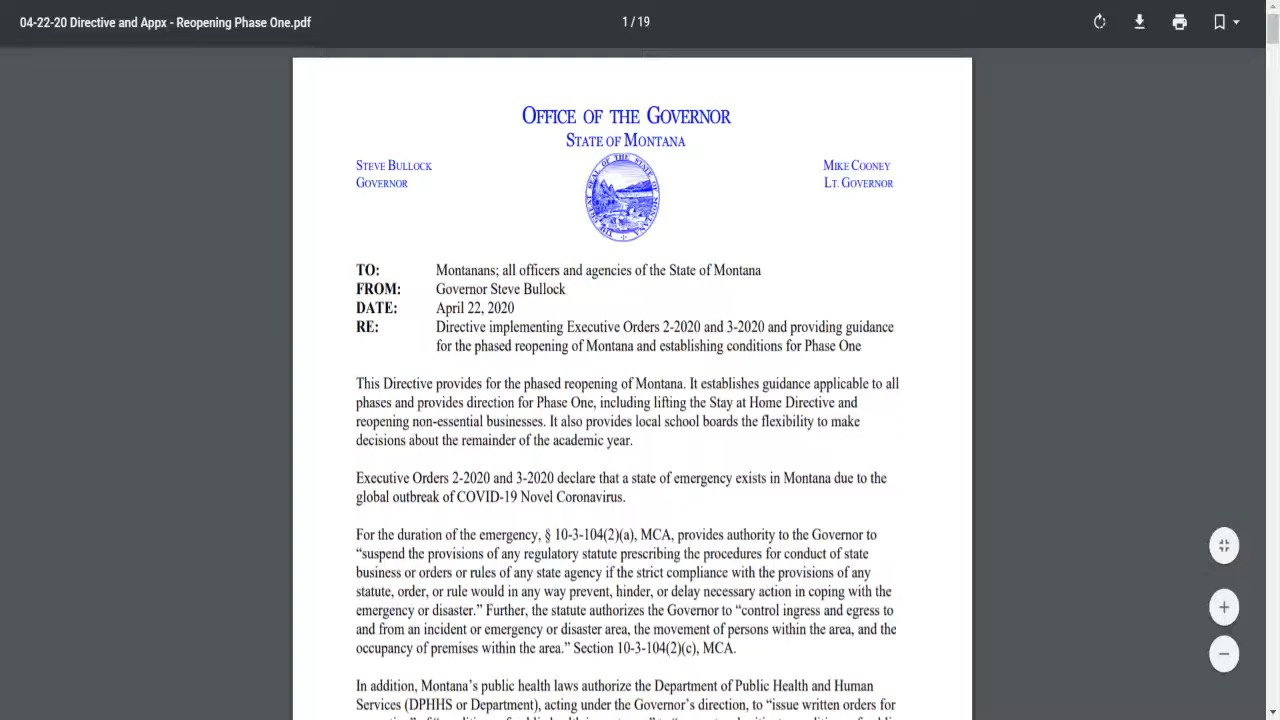 04-22-20 Directive and Appx - Reopening Phase One.pdf
1 / 19
OFFICE OF THE GOVERNOR
STATE OF MONTANA
STEVE BULLOCK
GOVERNOR
MIKE COONEY
LT. GOVERNOR
THE GREAT SEAL OF THE STATE OF MONTANA
TO: Montanans; all officers and agencies of the State of Montana
FROM: Governor Steve Bullock
DATE: April 22, 2020
RE: Directive implementing Executive Orders 2-2020 and 3-2020 and providing guidance
for the phased reopening of Montana and establishing conditions for Phase One
This Directive provides for the phased reopening of Montana. It establishes guidance applicable to all
phases and provides direction for Phase One, including lifting the Stay at Home Directive and
reopening non-essential businesses. It also provides local school boards the flexibility to make
decisions about the remainder of the academic year.
Executive Orders 2-2020 and 3-2020 declare that a state of emergency exists in Montana due to the
global outbreak of COVID-19 Novel Coronavirus.
For the duration of the emergency, § 10-3-104(2)(a), MCA, provides authority to the Governor to
“suspend the provisions of any regulatory statute prescribing the procedures for conduct of state
business or orders or rules of any state agency if the strict compliance with the provisions of any
statute, order, or rule would in any way prevent, hinder, or delay necessary action in coping with the
emergency or disaster.” Further, the statute authorizes the Governor to “control ingress and egress to
and from an incident or emergency or disaster area, the movement of persons within the area, and the
occupancy of premises within the area.” Section 10-3-104(2)(c), MCA.
In addition, Montana’s public health laws authorize the Department of Public Health and Human
Services (DPHHS or Department), acting under the Governor’s direction, to “issue written orders for